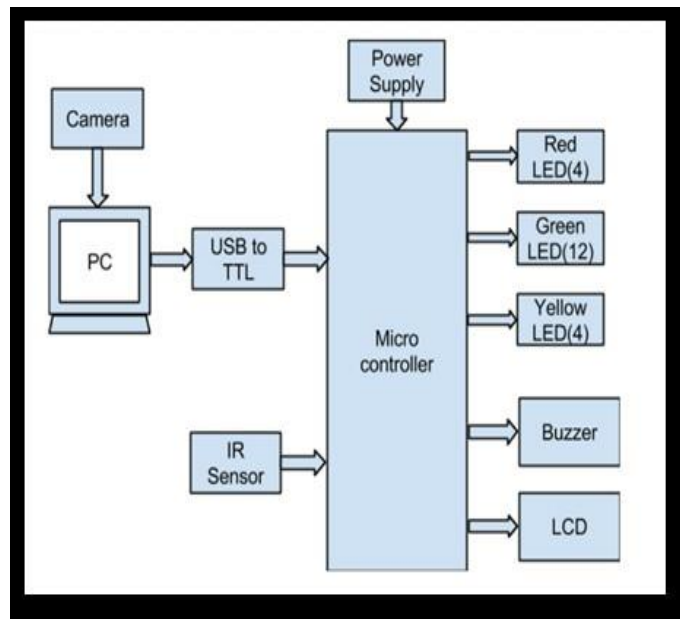 Power
Supply
Camera
Red
LED(4)
PC
USB to
TTL
Green
LED(12)
Yellow
LED(4)
Micro
controller
IR
Sensor
Buzzer
LCD